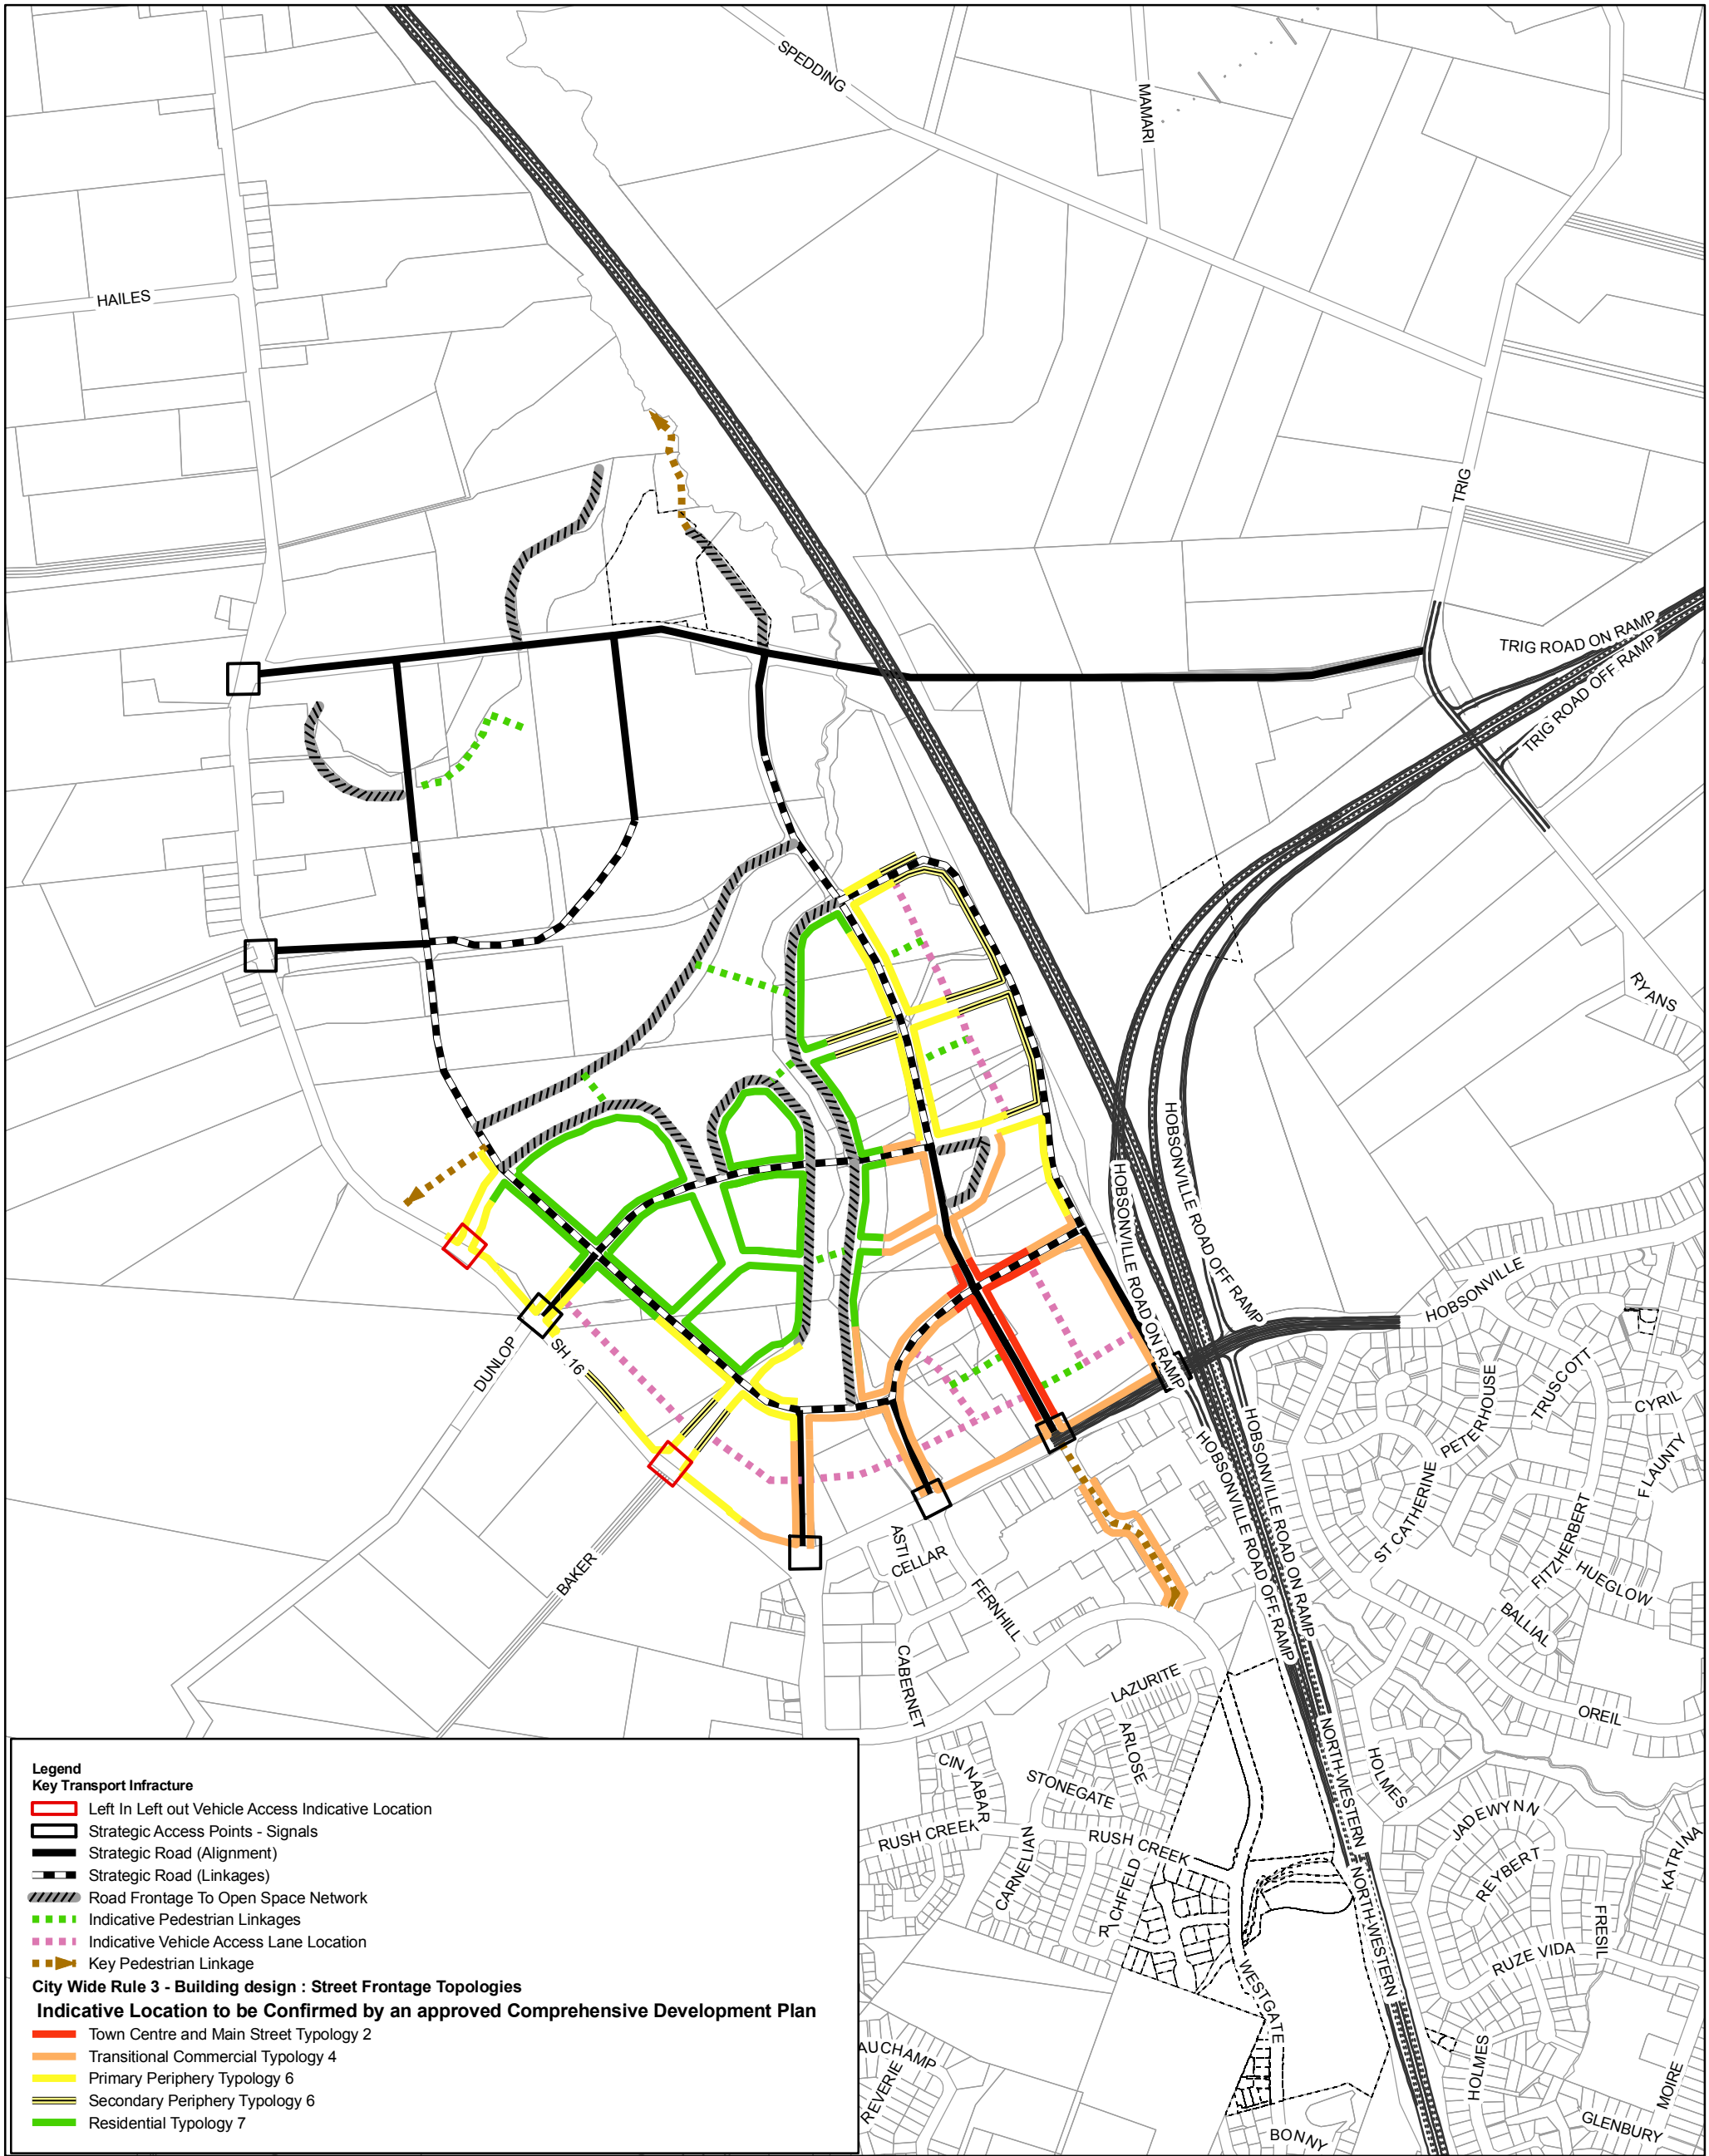 SPEDDING
MAMARI
HAILES
TRIG
TRIG ROAD ON RAMP
TRIG ROAD OFF RAMP
RYANS
HOBSONVILLE ROAD OFF RAMP
HOBSONVILLE ROAD ON RAMP
HOBSONVILLE
DUNLOP
SH 16
BAKER
ASTI
CELLAR
FERNHILL
CABERNET
PETERHOUSE
TRUSCOTT
CYRIL
FLAUNTY
ST CATHERINE
FITZHERBERT
HUEGLOW
BALLIAL
OREIL
HOBSONVILLE ROAD ON RAMP
HOBSONVILLE ROAD OFF RAMP
LAZURITE
ARLOSE
CINNABAR
STONEGATE
RUSH CREEK
RUSH CREEK
CARNELIAN
RICHFIELD
NORTH-WESTERN
NORTH-WESTERN
HOLMES
JADEWYNN
REYBERT
KATRINA
FRESIL
RUZE VIDA
WESTGATE
AUCHAMP
REVERIE
HOLMES
MOIRE
GLENBURY
BONNY
Legend
Key Transport Infracture
Left In Left out Vehicle Access Indicative Location
Strategic Access Points - Signals
Strategic Road (Alignment)
Strategic Road (Linkages)
Road Frontage To Open Space Network
Indicative Pedestrian Linkages
Indicative Vehicle Access Lane Location
Key Pedestrian Linkage
City Wide Rule 3 - Building design : Street Frontage Topologies
Indicative Location to be Confirmed by an approved Comprehensive Development Plan
Town Centre and Main Street Typology 2
Transitional Commercial Typology 4
Primary Periphery Typology 6
Secondary Periphery Typology 6
Residential Typology 7